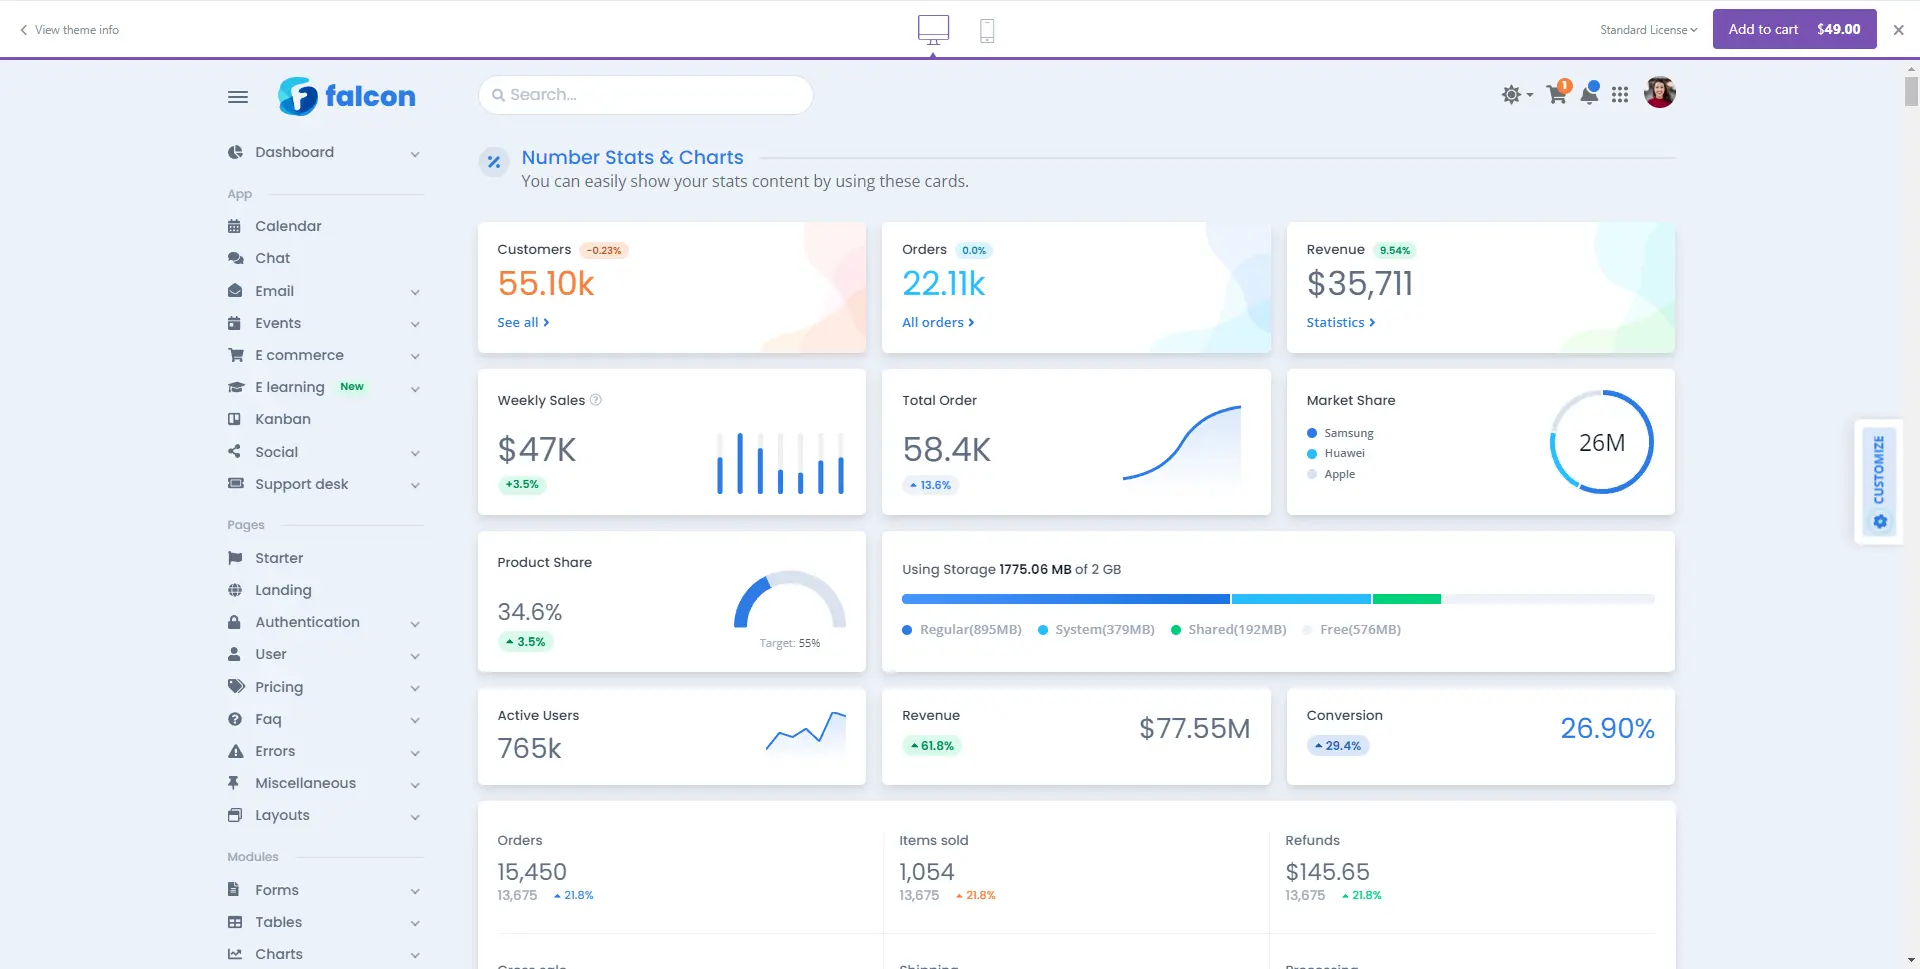 View theme info
Standard License
Add to cart $49.00
falcon
Search...
1
Dashboard
App
Calendar
Chat
Email
Events
E commerce
E learning New
Kanban
Social
Support desk
Pages
Starter
Landing
Authentication
User
Pricing
Faq
Errors
Miscellaneous
Layouts
Modules
Forms
Tables
Charts
Number Stats & Charts
You can easily show your stats content by using these cards.
Customers -0.23%
55.10k
See all
Orders 0.0%
22.11k
All orders
Revenue 9.54%
$35,711
Statistics
Weekly Sales
$47K
+3.5%
Total Order
58.4K
13.6%
Market Share
Samsung
Huawei
Apple
26M
Product Share
34.6%
3.5%
Target: 55%
Using Storage 1775.06 MB of 2 GB
Regular(895MB) System(379MB) Shared(192MB) Free(576MB)
Active Users
765k
Revenue
61.8%
$77.55M
Conversion
29.4%
26.90%
Orders
15,450
13,675 21.8%
Items sold
1,054
13,675 21.8%
Refunds
$145.65
13,675 21.8%
CUSTOMIZE